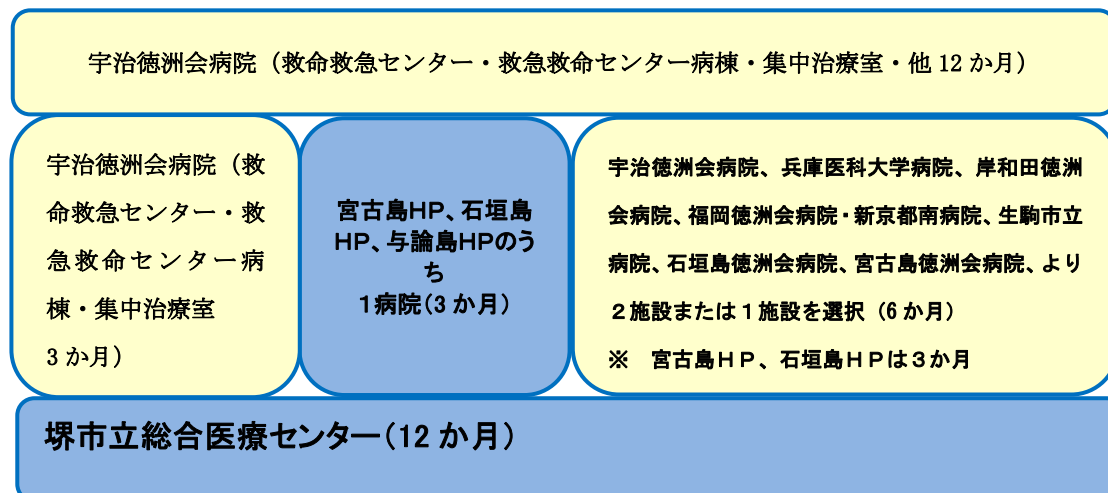 宇治徳洲会病院（救命救急センター・救急救命センター病棟・集中治療室・他 12 か月）
宇治徳洲会病院（救
命救急センター・救
急救命センター病
棟・集中治療室
3 か月）
宮古島HP、石垣島
HP、与論島HPのう
ち
１病院（3 か月）
宇治徳洲会病院、兵庫医科大学病院、岸和田徳洲
会病院、福岡徳洲会病院・新京都南病院、生駒市立
病院、石垣島徳洲会病院、宮古島徳洲会病院、より
２施設または１施設を選択（6 か月）
※　宮古島ＨＰ、石垣島ＨＰは３か月
堺市立総合医療センター（12 か月）